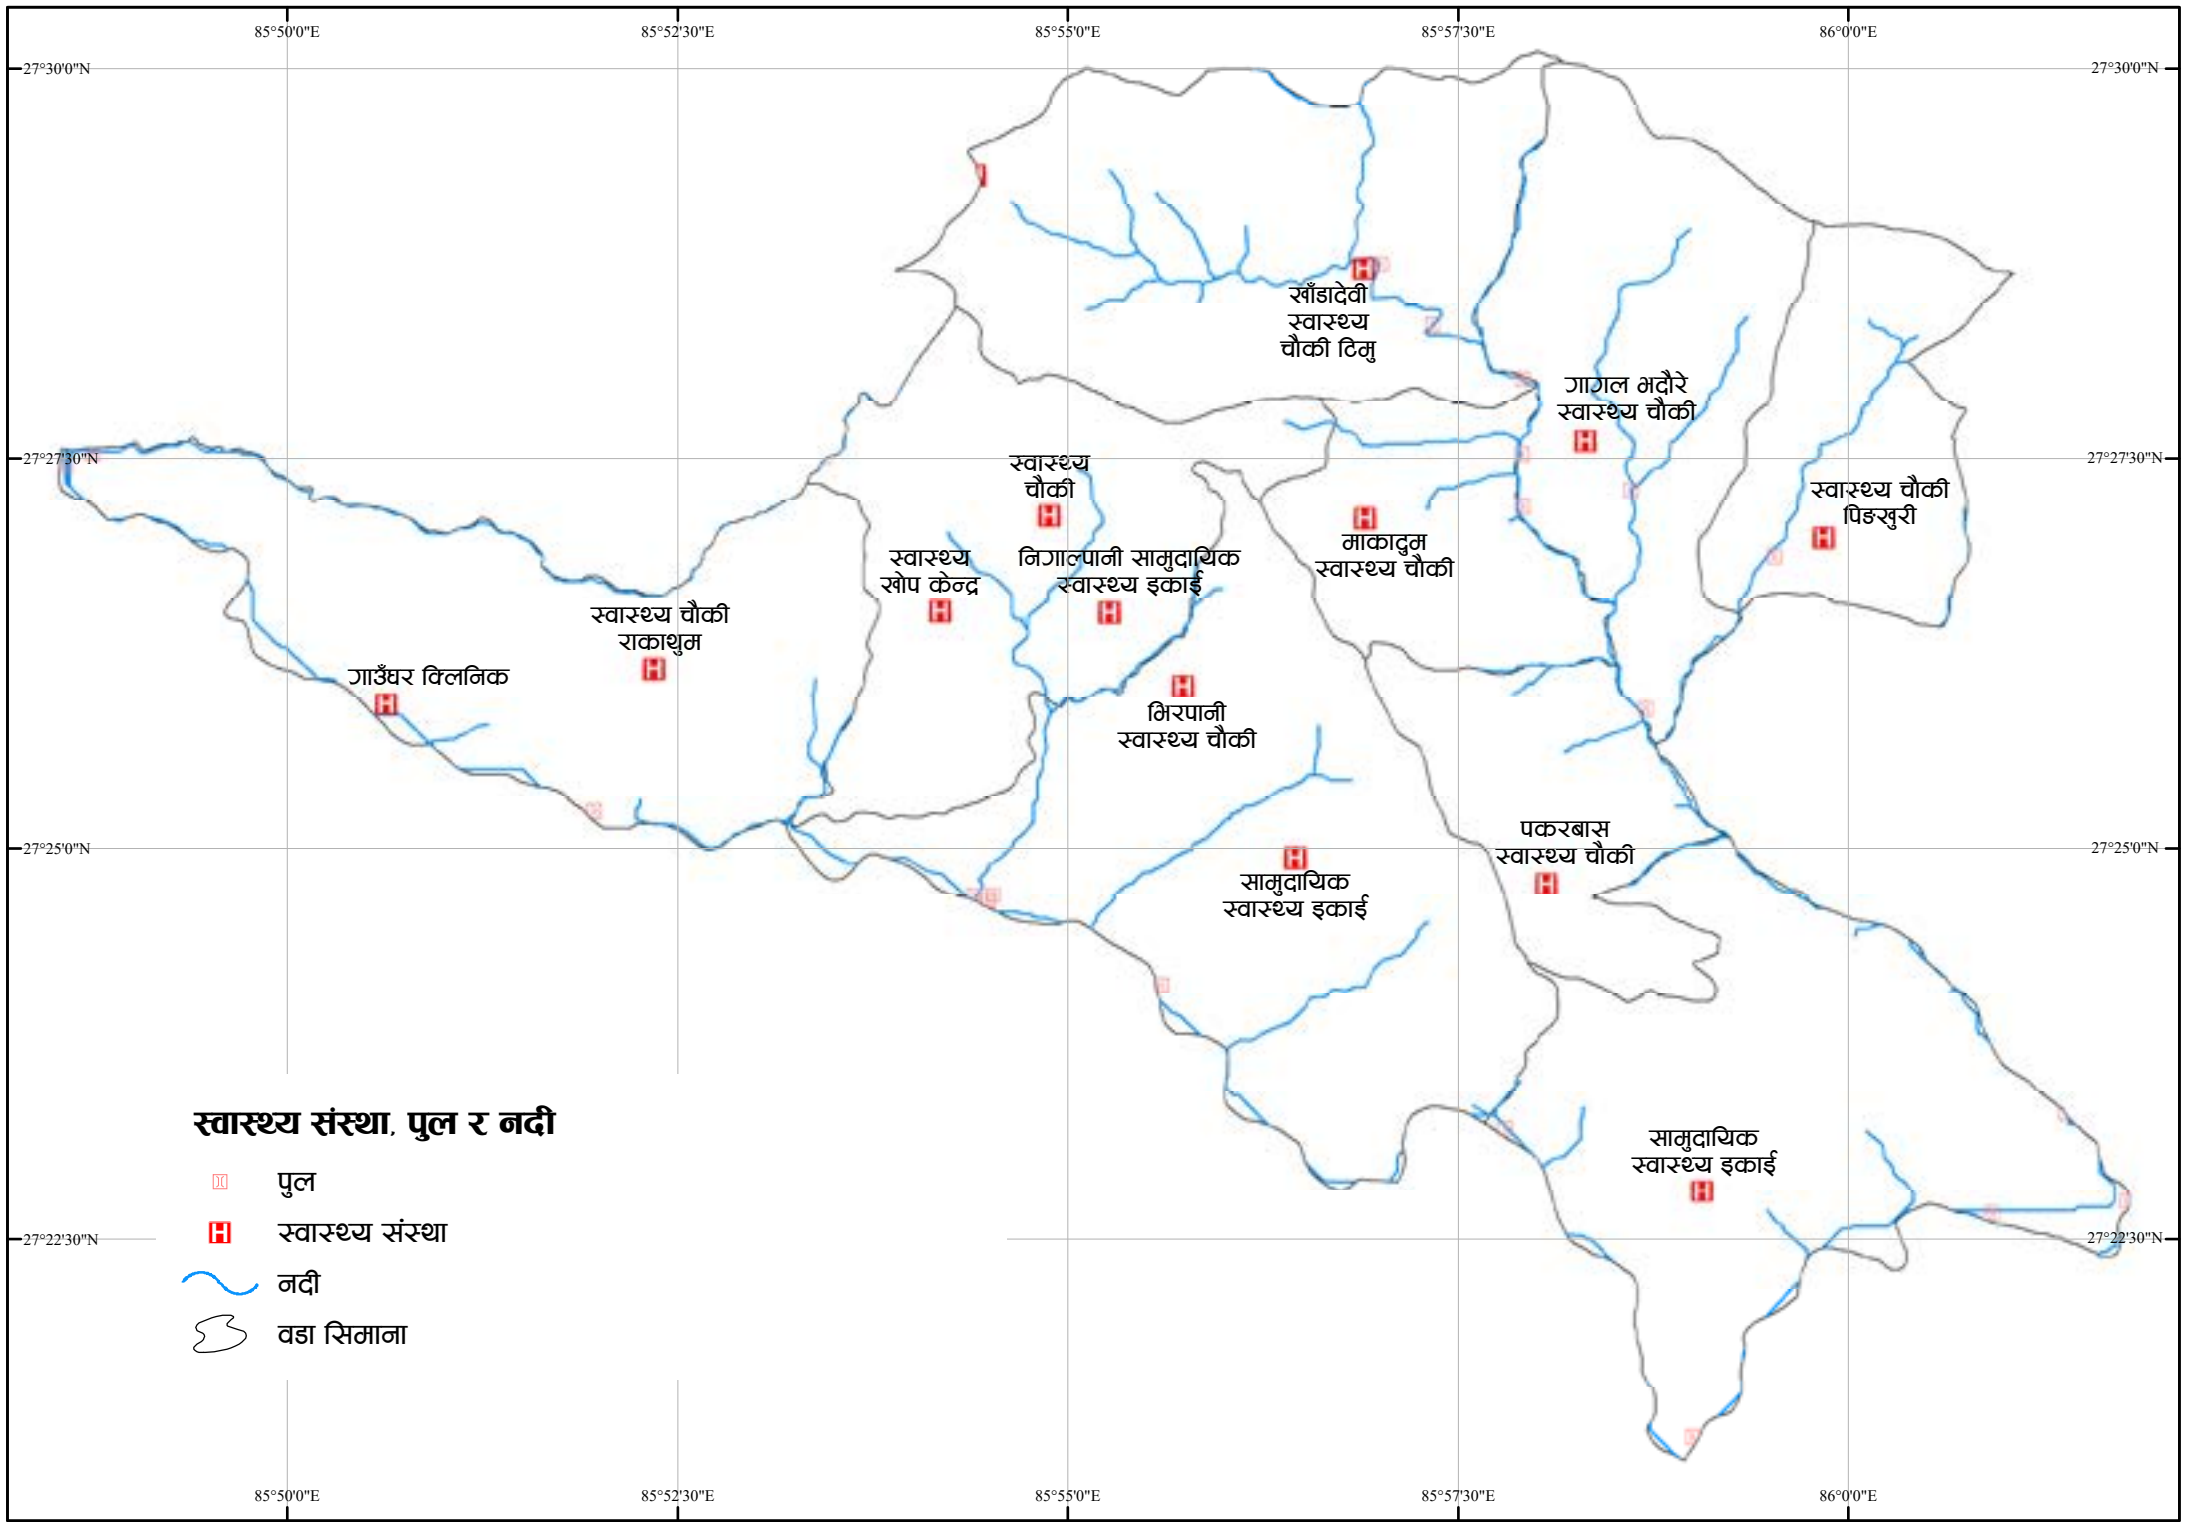 85°50'0"E 85°52'30"E 85°55'0"E 85°57'30"E 86°0'0"E
27°30'0"N 27°30'0"N
खाँडादेवी
स्वास्थ्य
चौकी टिमु
गागल भदौरे
स्वास्थ्य चौकी
27°27'30"N 27°27'30"N
स्वास्थ्य
चौकी
स्वास्थ्य चौकी
पिङखुरी
माकादुम
स्वास्थ्य चौकी
स्वास्थ्य
खोप केन्द्र
निगाल्पानी सामुदायिक
स्वास्थ्य इकाई
स्वास्थ्य चौकी
राकाथुम
गाउँघर क्लिनिक
भिरपानी
स्वास्थ्य चौकी
पकरबास
स्वास्थ्य चौकी
27°25'0"N 27°25'0"N
सामुदायिक
स्वास्थ्य इकाई
सामुदायिक
स्वास्थ्य इकाई
27°22'30"N 27°22'30"N
स्वास्थ्य संस्था, पुल र नदी
पुल
स्वास्थ्य संस्था
नदी
वडा सिमाना
85°50'0"E 85°52'30"E 85°55'0"E 85°57'30"E 86°0'0"E